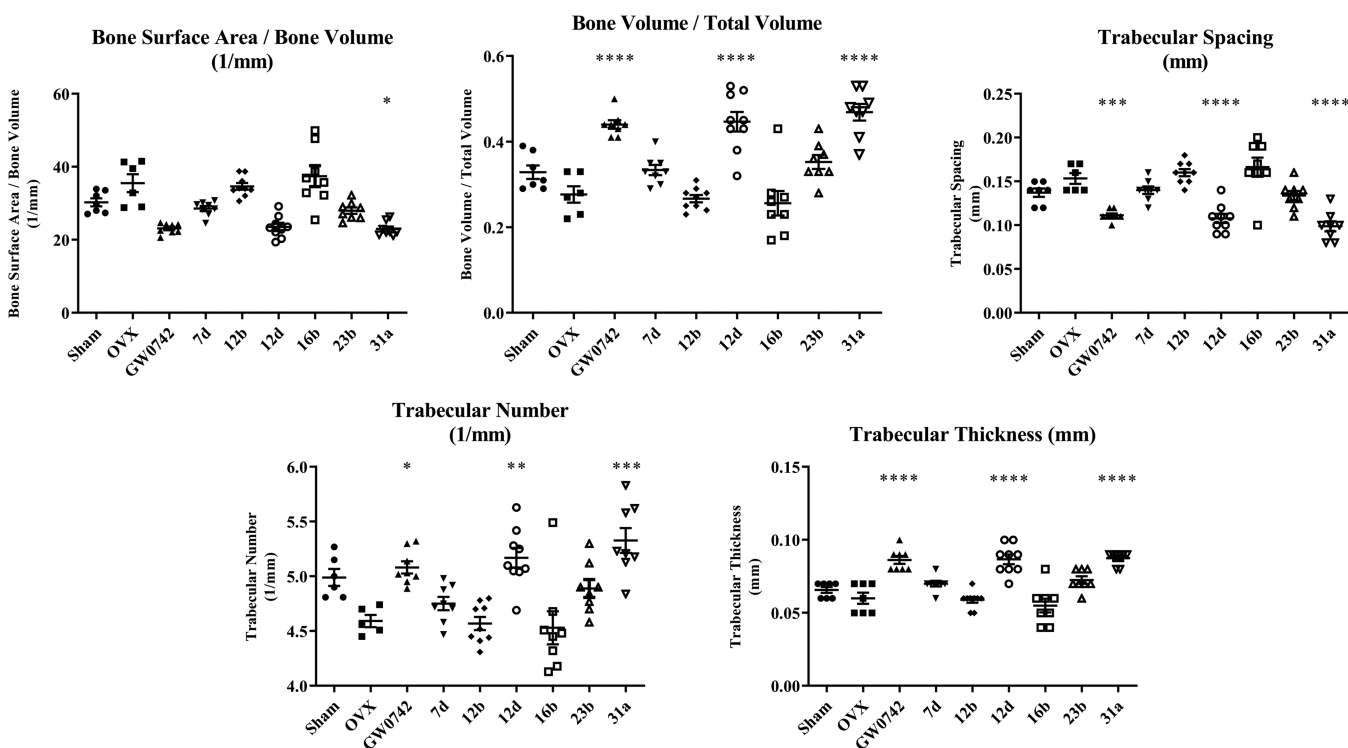 Bone Surface Area / Bone Volume
(1/mm)
*
Bone Surface Area / Bone Volume
(1/mm)
60
40
20
0
Sham
OVX
GW0742
7d
12b
12d
16b
23b
31a
Bone Volume / Total Volume
**** **** ****
Bone Volume / Total Volume
0.6
0.4
0.2
0.0
Sham
OVX
GW0742
7d
12b
12d
16b
23b
31a
Trabecular Spacing
(mm)
*** **** ****
Trabecular Spacing
(mm)
0.25
0.20
0.15
0.10
0.05
0.00
Sham
OVX
GW0742
7d
12b
12d
16b
23b
31a
Trabecular Number
(1/mm)
* ** ***
Trabecular Number
(1/mm)
6.0
5.5
5.0
4.5
4.0
Sham
OVX
GW0742
7d
12b
12d
16b
23b
31a
Trabecular Thickness (mm)
**** **** ****
Trabecular Thickness
(mm)
0.15
0.10
0.05
0.00
Sham
OVX
GW0742
7d
12b
12d
16b
23b
31a